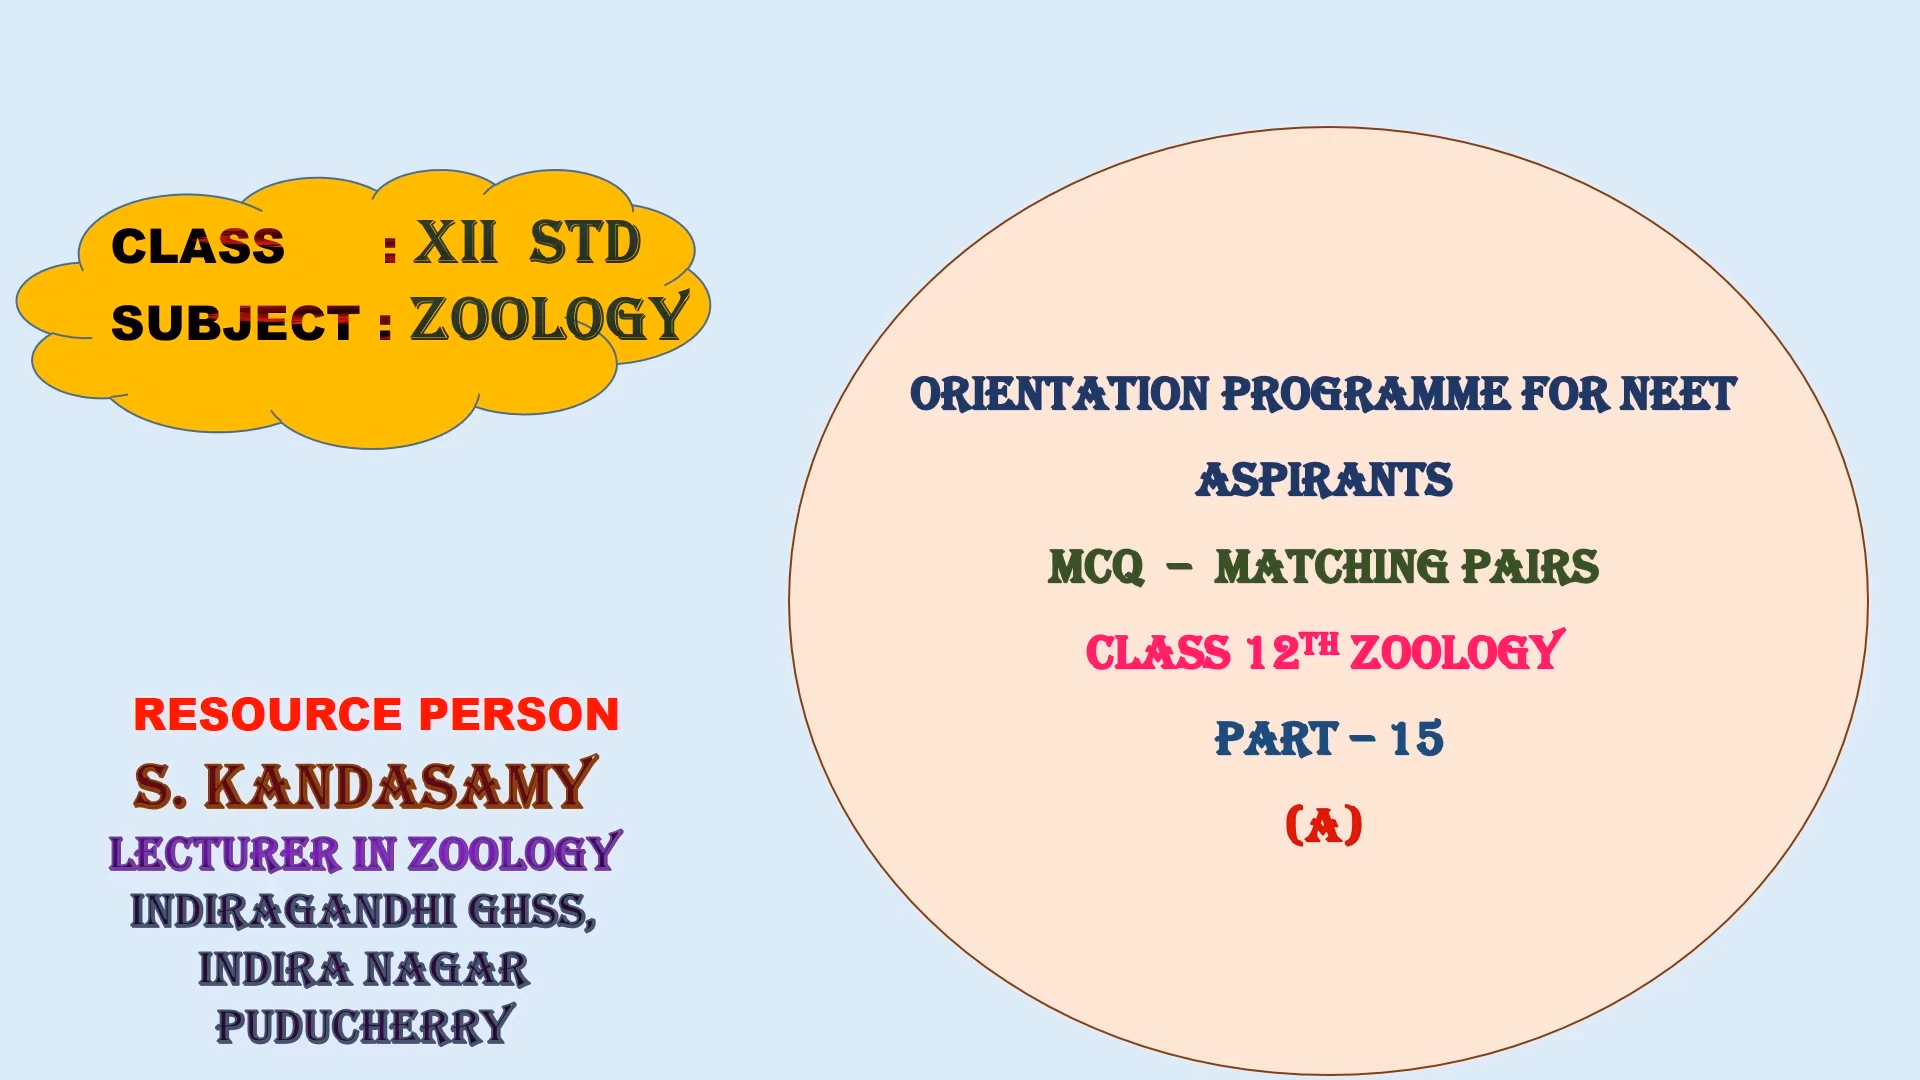 CLASS : XII STD
SUBJECT : ZOOLOGY
RESOURCE PERSON
S. KANDASAMY
LECTURER IN ZOOLOGY
INDIRAGANDHI GHSS,
INDIRA NAGAR
PUDUCHERRY
ORIENTATION PROGRAMME FOR NEET
ASPIRANTS
MCQ – MATCHING PAIRS
CLASS 12TH ZOOLOGY
PART – 15
(A)